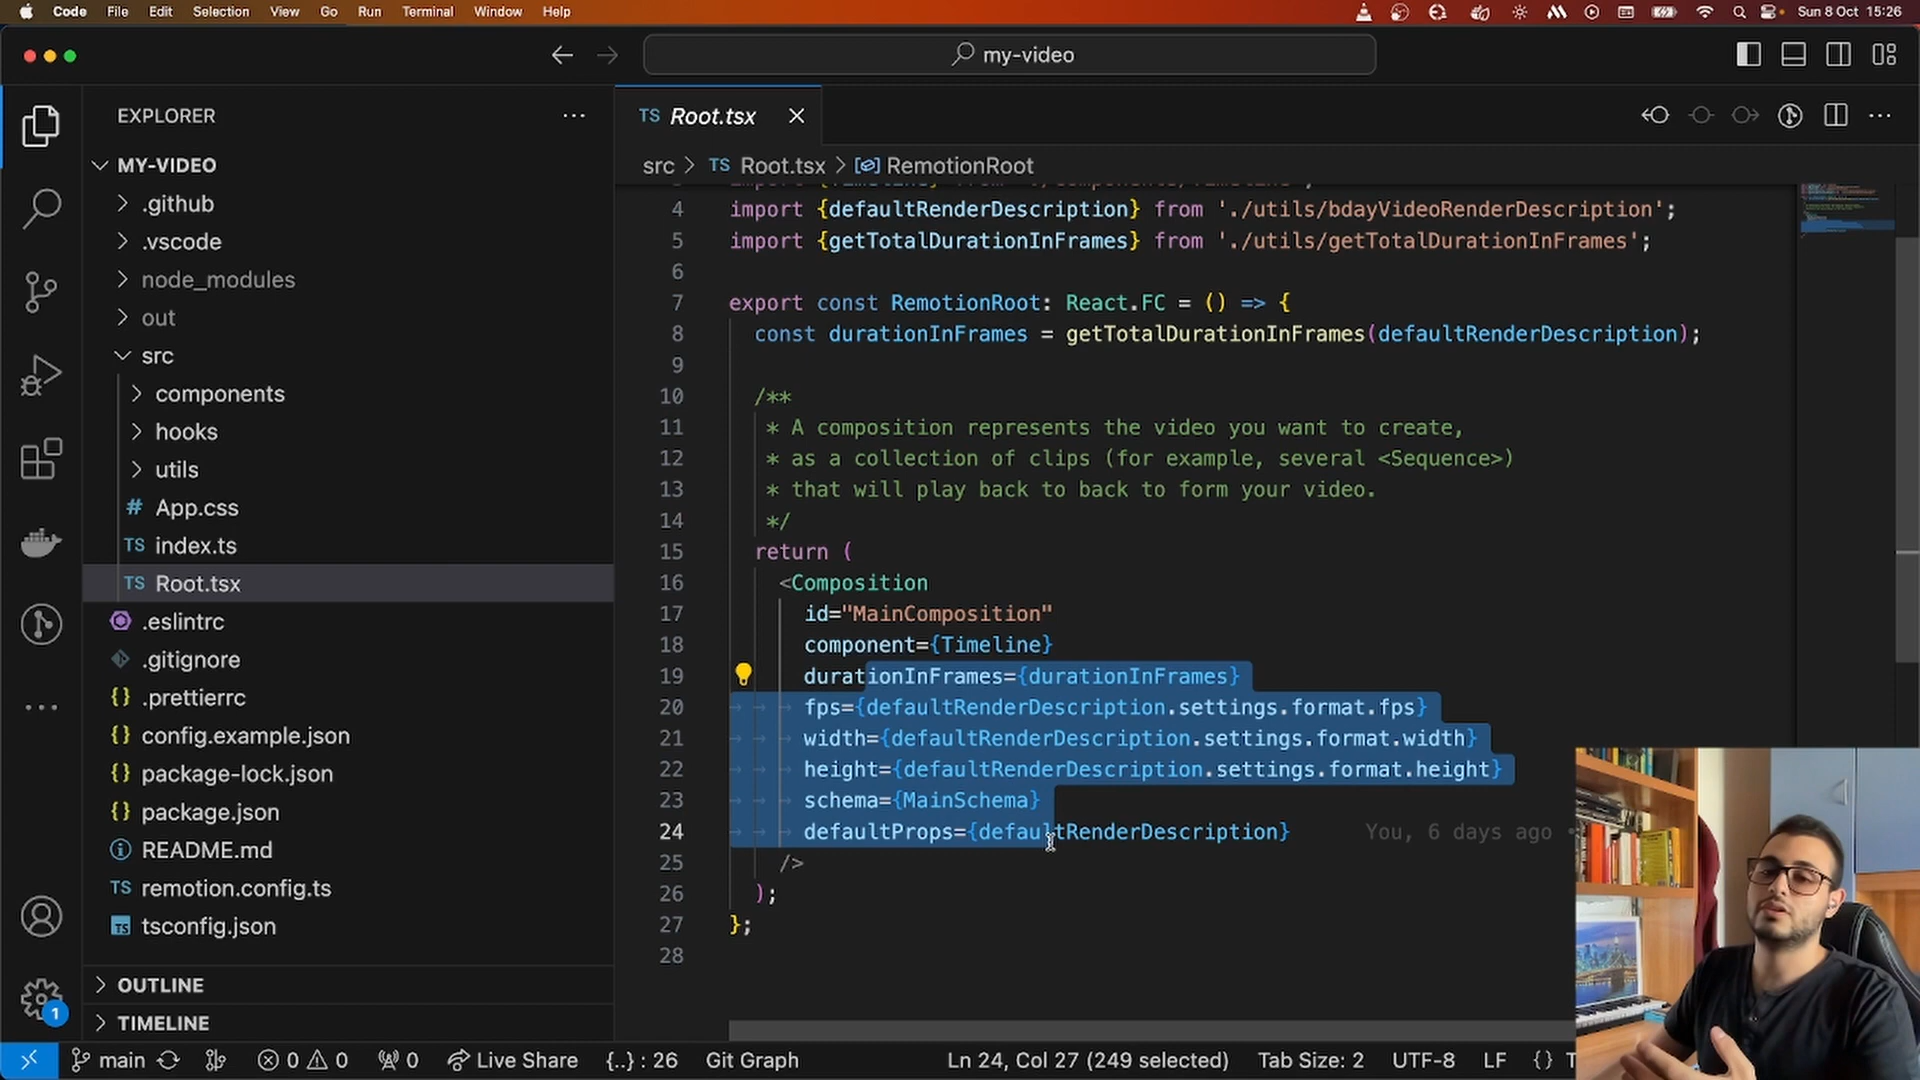 Code File Edit Selection View Go Run Terminal Window Help Sun 8 Oct 15:26
my-video
EXPLORER
MY-VIDEO
.github
.vscode
node_modules
out
src
components
hooks
utils
# App.css
TS index.ts
TS Root.tsx
.eslintrc
.gitignore
{} .prettierrc
{} config.example.json
{} package-lock.json
{} package.json
README.md
TS remotion.config.ts
tsconfig.json
OUTLINE
TIMELINE
1
TS Root.tsx
src > TS Root.tsx > RemotionRoot
4 import {defaultRenderDescription} from './utils/bdayVideoRenderDescription';
5 import {getTotalDurationInFrames} from './utils/getTotalDurationInFrames';
6
7 export const RemotionRoot: React.FC = () => {
8 const durationInFrames = getTotalDurationInFrames(defaultRenderDescription);
9
10 /**
11 * A composition represents the video you want to create,
12 * as a collection of clips (for example, several <Sequence>)
13 * that will play back to back to form your video.
14 */
15 return (
16 <Composition
17 id="MainComposition"
18 component={Timeline}
19 durationInFrames={durationInFrames}
20 fps={defaultRenderDescription.settings.format.fps}
21 width={defaultRenderDescription.settings.format.width}
22 height={defaultRenderDescription.settings.format.height}
23 schema={MainSchema}
24 defaultProps={defaultRenderDescription} You, 6 days ago •
25 />
26 );
27 };
28
main 0 0 0 Live Share {..} : 26 Git Graph Ln 24, Col 27 (249 selected) Tab Size: 2 UTF-8 LF {} T